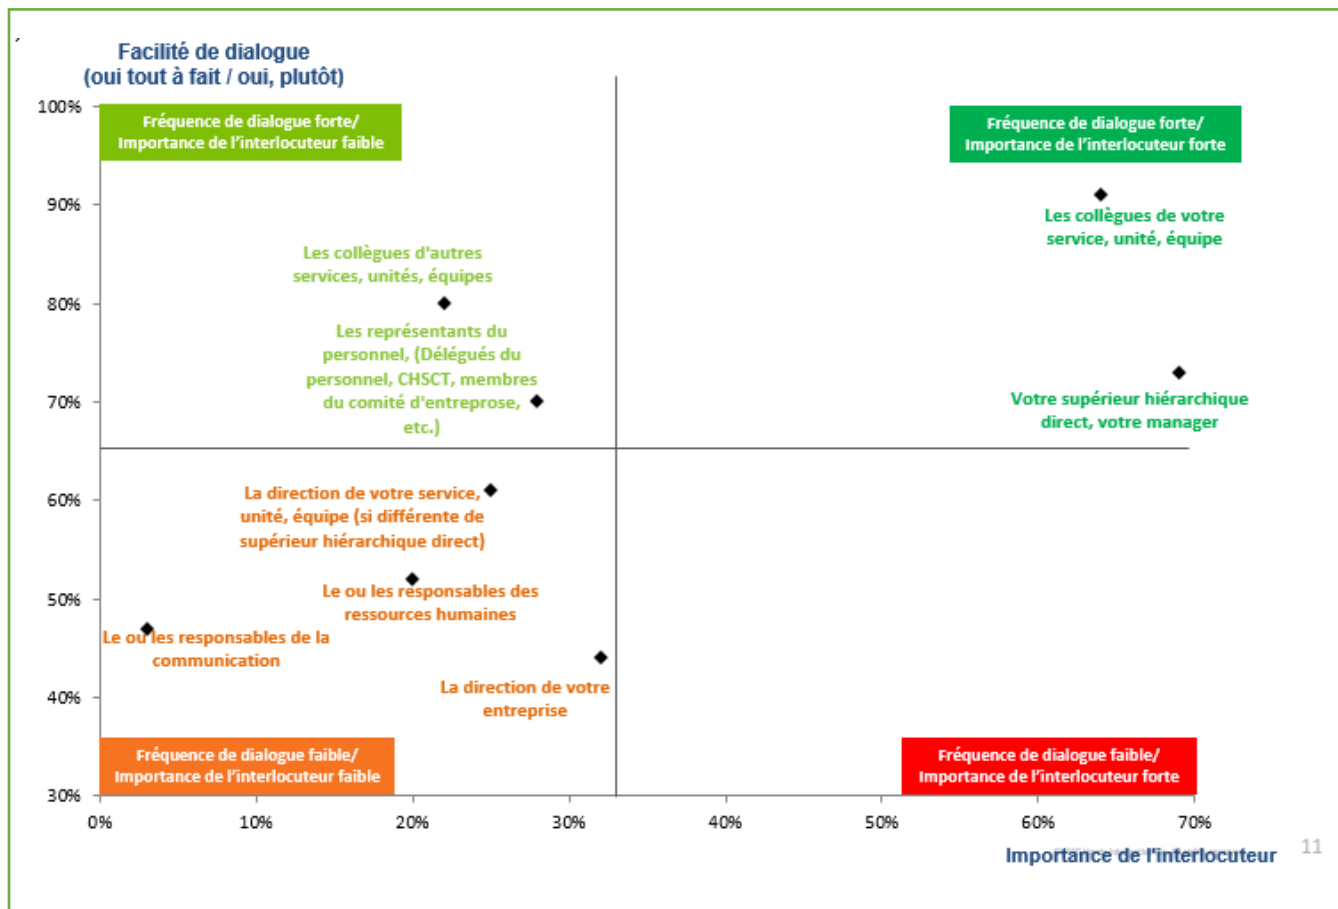 Facilité de dialogue
(oui tout à fait / oui, plutôt)
100%
90%
80%
70%
60%
50%
40%
30%
Fréquence de dialogue forte/
Importance de l'interlocuteur faible
Fréquence de dialogue forte/
Importance de l'interlocuteur forte
Les collègues de votre
service, unité, équipe
Les collègues d'autres
services, unités, équipes
Les représentants du
personnel, (Délégués du
personnel, CHSCT, membres
du comité d'entreprose,
etc.)
Votre supérieur hiérarchique
direct, votre manager
La direction de votre service,
unité, équipe (si différente de
supérieur hiérarchique direct)
Le ou les responsables des
ressources humaines
Le ou les responsables de la
communication
La direction de votre
entreprise
Fréquence de dialogue faible/
Importance de l'interlocuteur faible
Fréquence de dialogue faible/
Importance de l'interlocuteur forte
0%
10%
20%
30%
40%
50%
60%
70%
Importance de l'interlocuteur
11